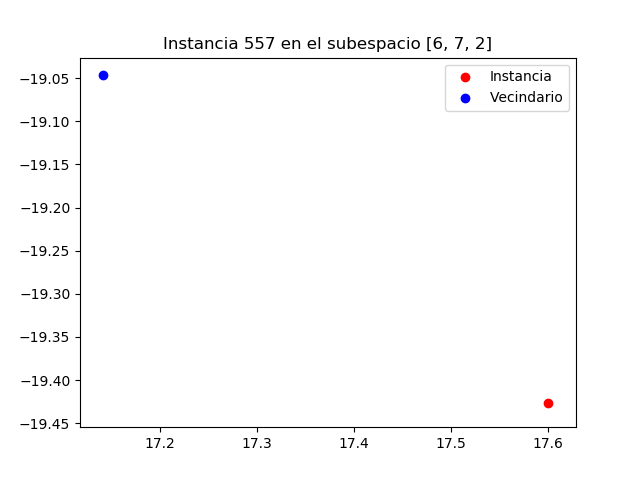 Instancia 557 en el subespacio [6, 7, 2]
Instancia
Vecindario
−19.05
−19.10
−19.15
−19.20
−19.25
−19.30
−19.35
−19.40
−19.45
17.2 17.3 17.4 17.5 17.6